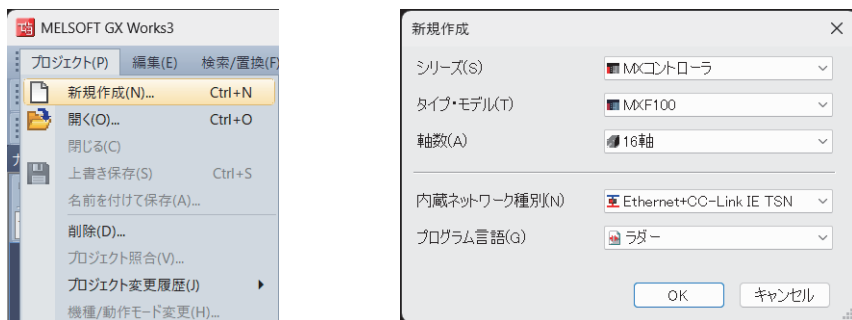 MELSOFT GX Works3
プロジェクト(P) 編集(E) 検索/置換(F)
新規作成(N)... Ctrl+N
開く(O)... Ctrl+O
閉じる(C)
上書き保存(S) Ctrl+S
名前を付けて保存(A)...
削除(D)...
プロジェクト照合(V)...
プロジェクト変更履歴(J)
機種/動作モード変更(H)...
新規作成
シリーズ(S) MXコントローラ
タイプ・モデル(T) MXF100
軸数(A) 16軸
内蔵ネットワーク種別(N) Ethernet+CC-Link IE TSN
プログラム言語(G) ラダー
OK キャンセル